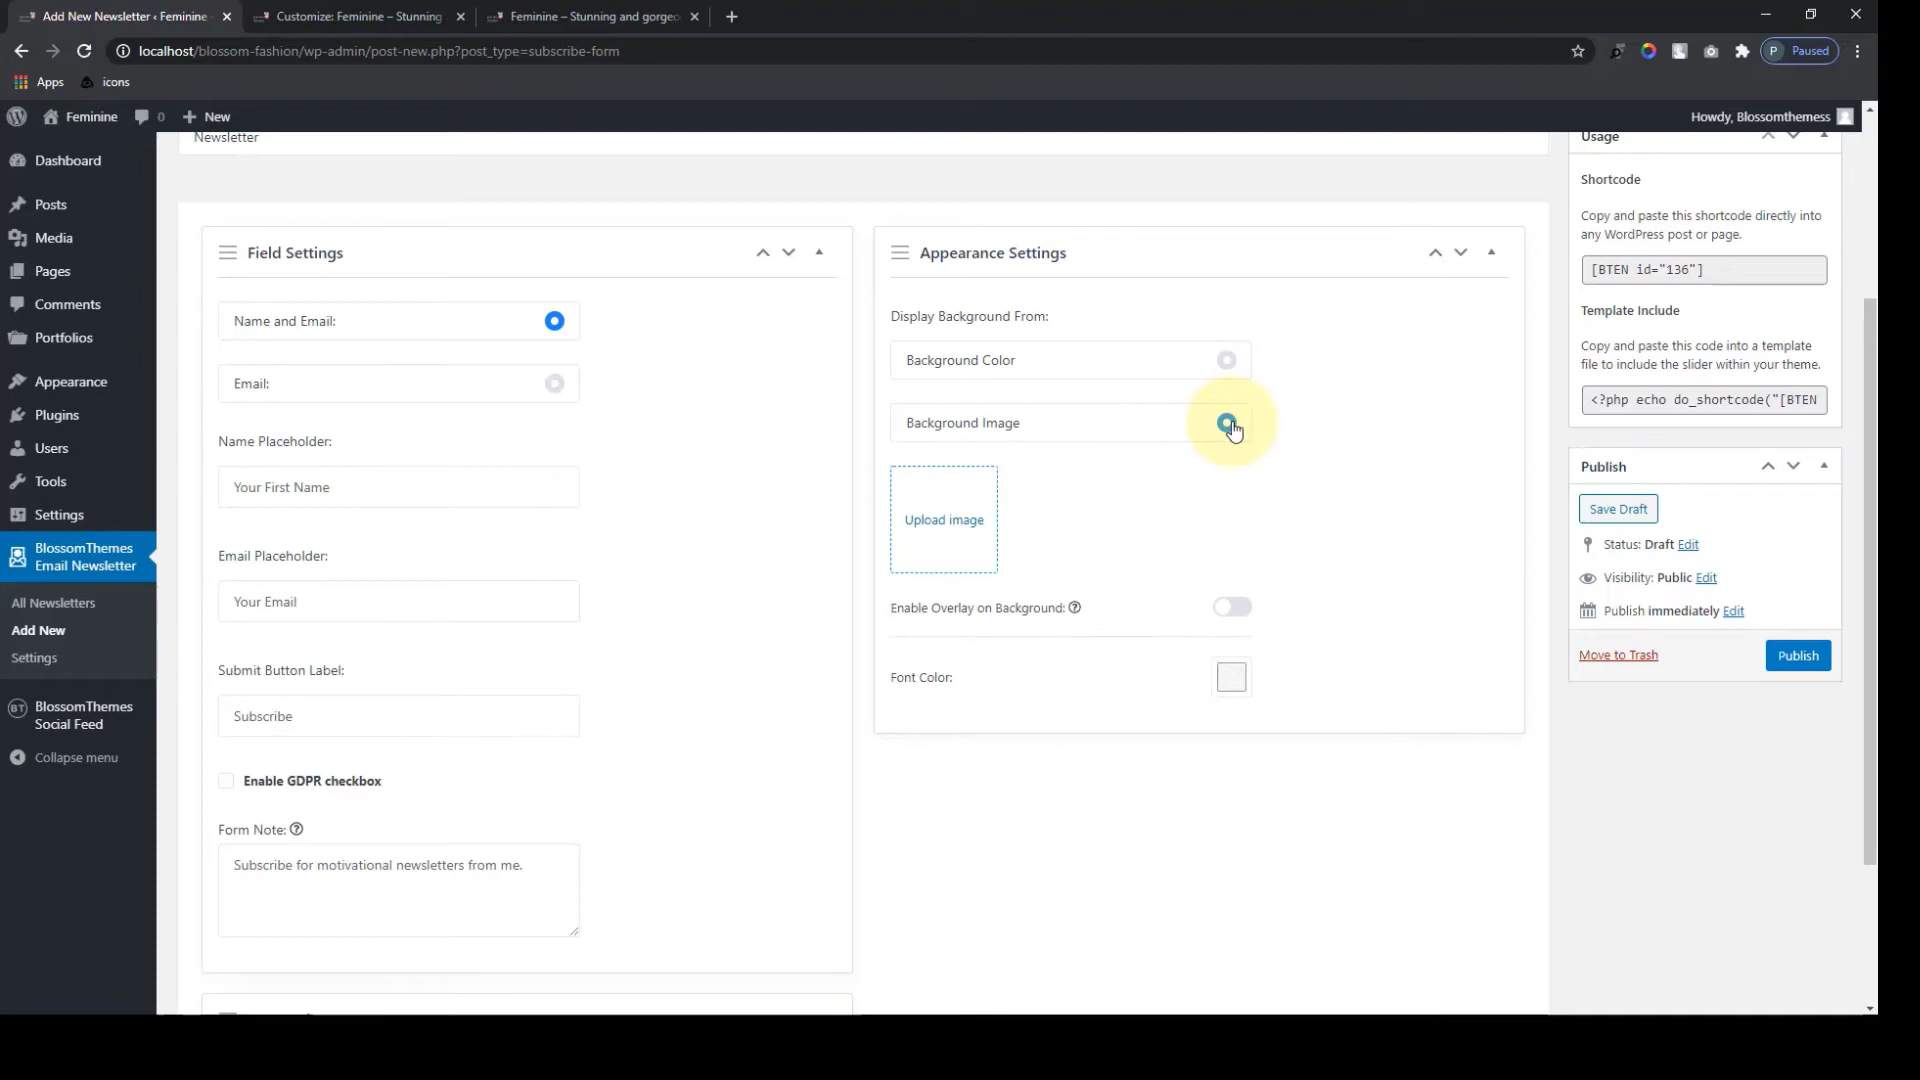 Add New Newsletter ‹ Feminine
Customize: Feminine – Stunning
Feminine – Stunning and gorgeo
localhost/blossom-fashion/wp-admin/post-new.php?post_type=subscribe-form
P Paused
Apps
icons
Feminine
0
New
Howdy, Blossomthemess
Dashboard
Posts
Media
Pages
Comments
Portfolios
Appearance
Plugins
Users
Tools
Settings
BlossomThemes
Email Newsletter
All Newsletters
Add New
Settings
BT
BlossomThemes
Social Feed
Collapse menu
Newsletter
Field Settings
Name and Email:
Email:
Name Placeholder:
Your First Name
Email Placeholder:
Your Email
Submit Button Label:
Subscribe
Enable GDPR checkbox
Form Note:
Subscribe for motivational newsletters from me.
Appearance Settings
Display Background From:
Background Color
Background Image
Upload image
Enable Overlay on Background:
Font Color:
Usage
Shortcode
Copy and paste this shortcode directly into
any WordPress post or page.
[BTEN id="136"]
Template Include
Copy and paste this code into a template
file to include the slider within your theme.
<?php echo do_shortcode("[BTEN
Publish
Save Draft
Status: Draft Edit
Visibility: Public Edit
Publish immediately Edit
Move to Trash
Publish